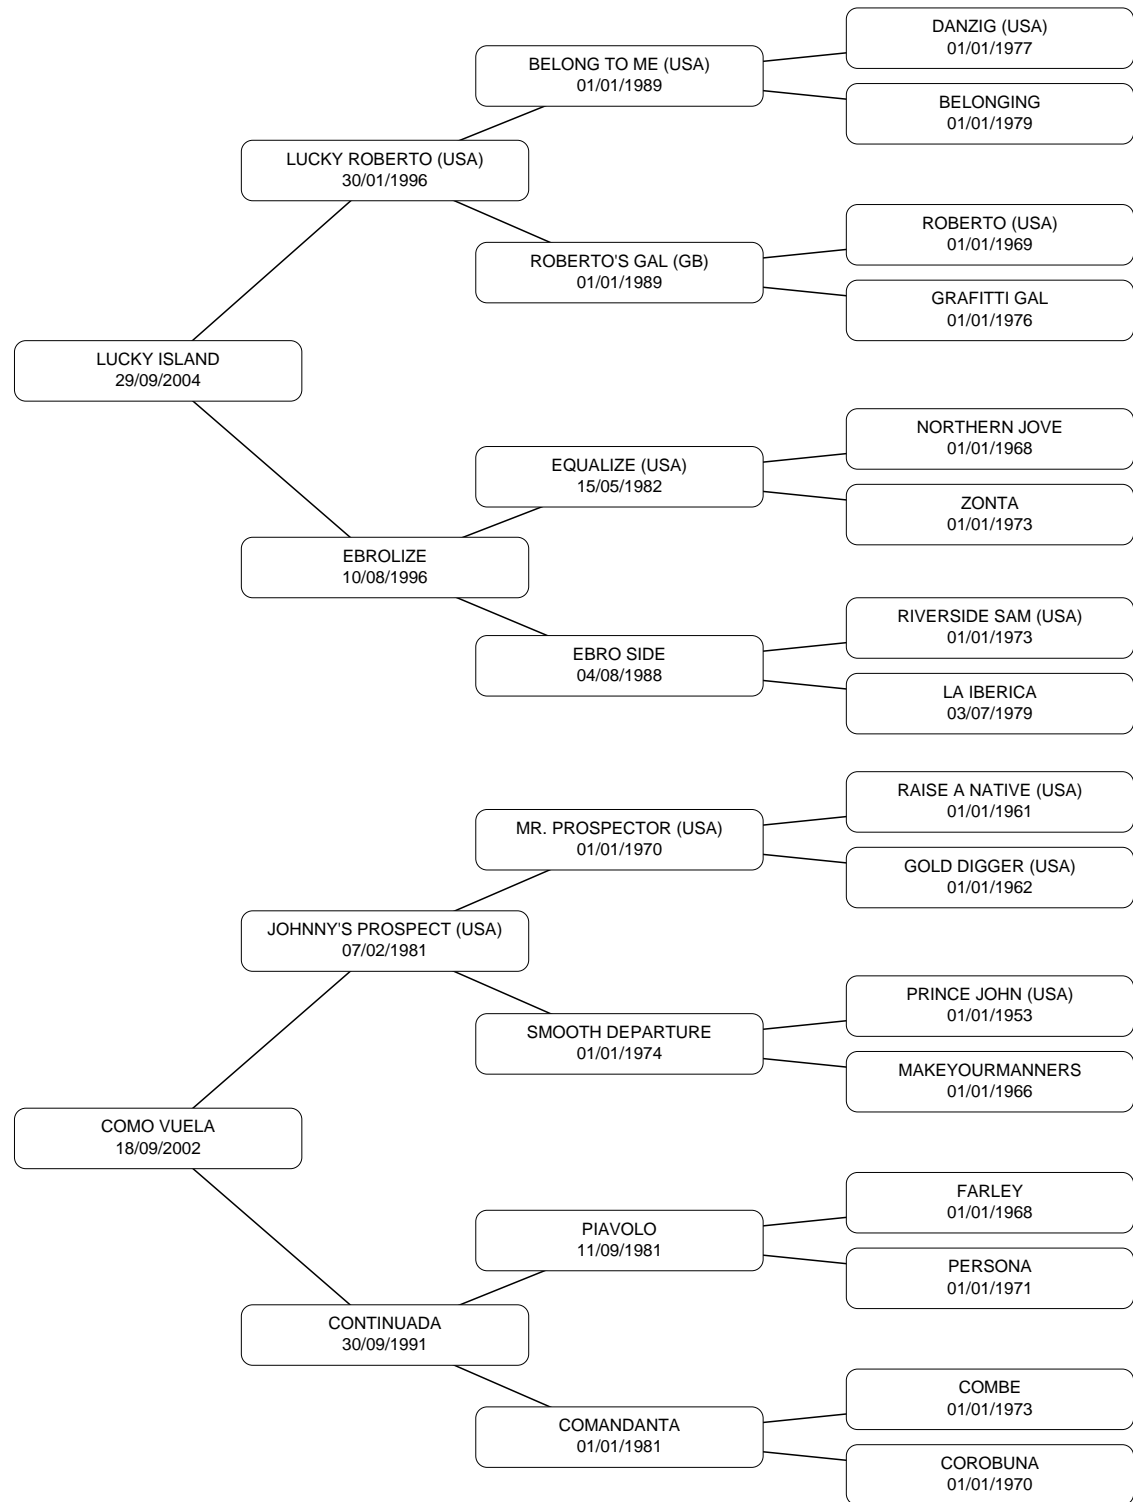 DANZIG (USA)
01/01/1977
BELONG TO ME (USA)
01/01/1989
BELONGING
01/01/1979
LUCKY ROBERTO (USA)
30/01/1996
ROBERTO (USA)
01/01/1969
ROBERTO'S GAL (GB)
01/01/1989
GRAFITTI GAL
01/01/1976
LUCKY ISLAND
29/09/2004
NORTHERN JOVE
01/01/1968
EQUALIZE (USA)
15/05/1982
ZONTA
01/01/1973
EBROLIZE
10/08/1996
RIVERSIDE SAM (USA)
01/01/1973
EBRO SIDE
04/08/1988
LA IBERICA
03/07/1979
RAISE A NATIVE (USA)
01/01/1961
MR. PROSPECTOR (USA)
01/01/1970
GOLD DIGGER (USA)
01/01/1962
JOHNNY'S PROSPECT (USA)
07/02/1981
PRINCE JOHN (USA)
01/01/1953
SMOOTH DEPARTURE
01/01/1974
MAKEYOURMANNERS
01/01/1966
COMO VUELA
18/09/2002
FARLEY
01/01/1968
PIAVOLO
11/09/1981
PERSONA
01/01/1971
CONTINUADA
30/09/1991
COMBE
01/01/1973
COMANDANTA
01/01/1981
COROBUNA
01/01/1970